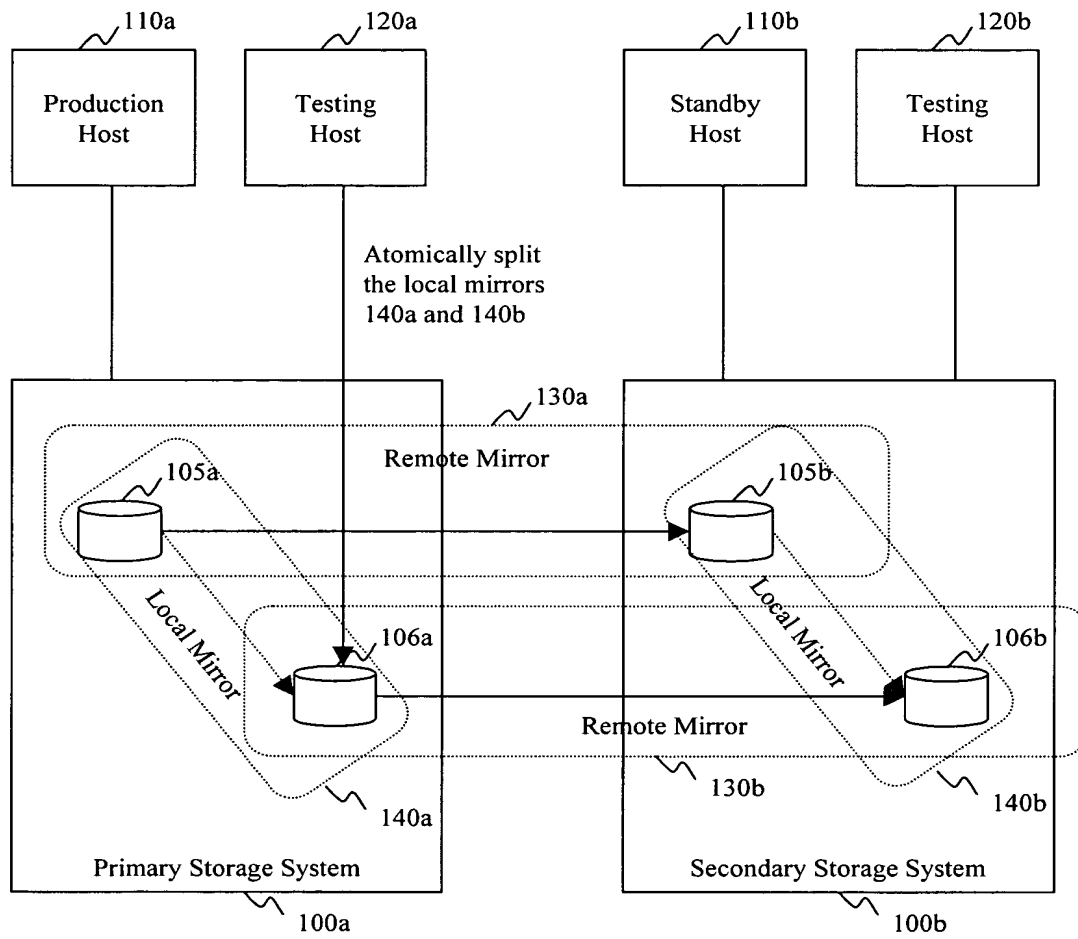 110a
120a
110b
120b
Production
Host
Testing
Host
Standby
Host
Testing
Host
Atomically split
the local mirrors
140a and 140b
130a
Remote Mirror
105a
105b
Local Mirror
Local Mirror
106a
106b
Remote Mirror
130b
140a
140b
Primary Storage System
Secondary Storage System
100a
100b